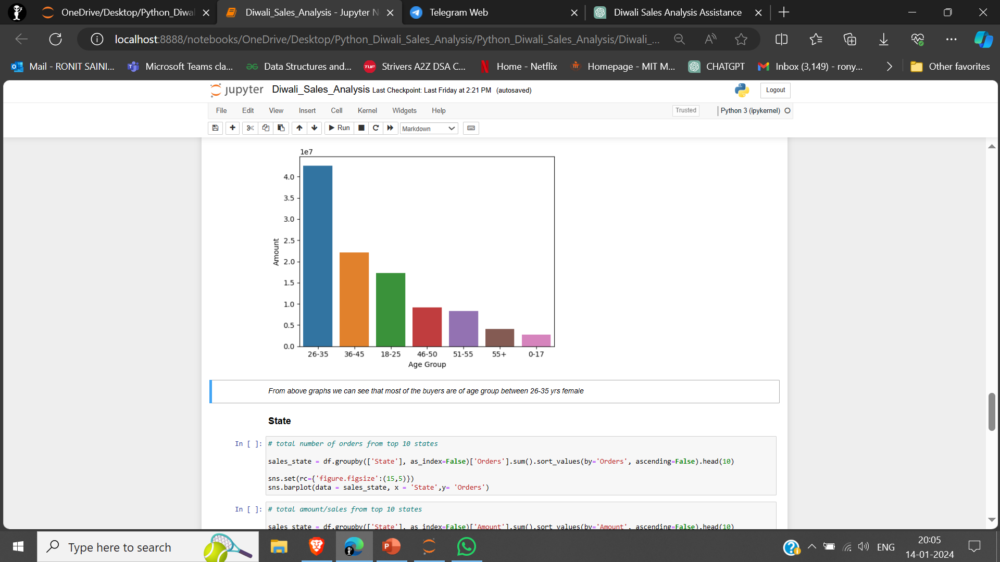 OneDrive/Desktop/Python_Diwal
Diwali_Sales_Analysis - Jupyter N
Telegram Web
Diwali Sales Analysis Assistance
localhost:8888/notebooks/OneDrive/Desktop/Python_Diwali_Sales_Analysis/Python_Diwali_Sales_Analysis/Diwali_...
Mail - RONIT SAINI...
Microsoft Teams cla...
Data Structures and...
TUF
Strivers A2Z DSA C...
Home - Netflix
Homepage - MIT M...
CHATGPT
Inbox (3,149) - rony...
Other favorites
jupyter Diwali_Sales_Analysis Last Checkpoint: Last Friday at 2:21 PM (autosaved)
Logout
File Edit View Insert Cell Kernel Widgets Help
Trusted
Python 3 (ipykernel)
Run
Markdown
1e7
4.0
3.5
3.0
2.5
2.0
1.5
1.0
0.5
0.0
Amount
26-35 36-45 18-25 46-50 51-55 55+ 0-17
Age Group
From above graphs we can see that most of the buyers are of age group between 26-35 yrs female
State
In [ ]: # total number of orders from top 10 states
sales_state = df.groupby(['State'], as_index=False)['Orders'].sum().sort_values(by='Orders', ascending=False).head(10)
sns.set(rc={'figure.figsize':(15,5)})
sns.barplot(data = sales_state, x = 'State',y= 'Orders')
In [ ]: # total amount/sales from top 10 states
sales_state = df.groupby(['State'], as_index=False)['Amount'].sum().sort_values(by='Amount', ascending=False).head(10)
Type here to search
ENG
20:05
14-01-2024